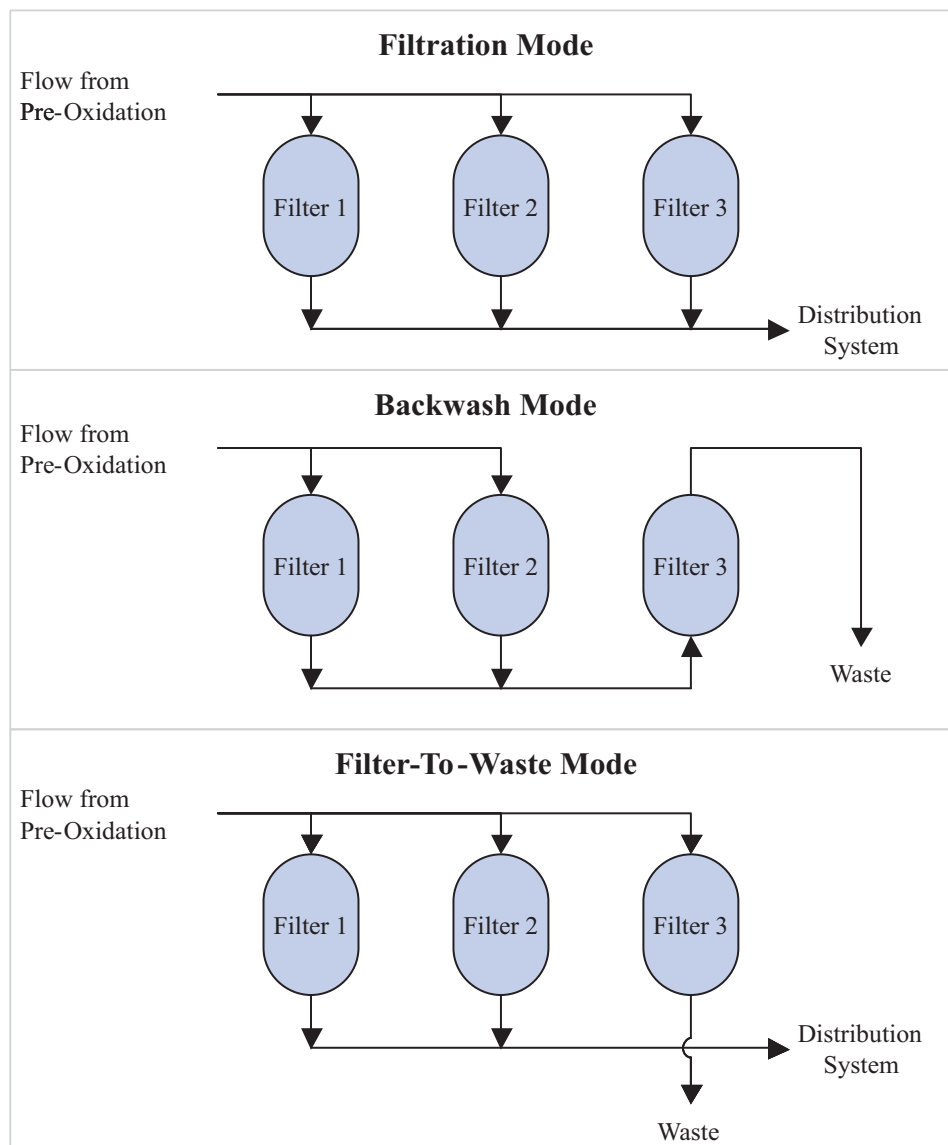 Filtration Mode
Flow from
Pre-Oxidation
Filter 1
Filter 2
Filter 3
Distribution
System
Backwash Mode
Flow from
Pre-Oxidation
Filter 1
Filter 2
Filter 3
Waste
Filter-To-Waste Mode
Flow from
Pre-Oxidation
Filter 1
Filter 2
Filter 3
Distribution
System
Waste